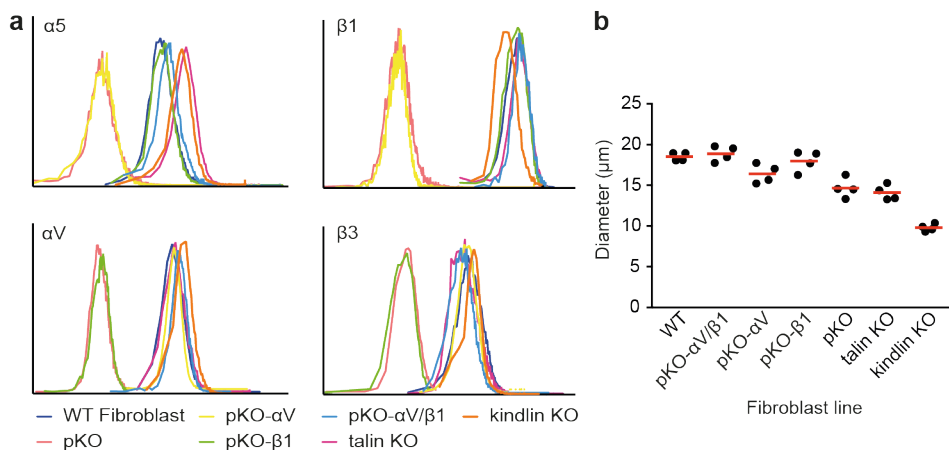 a
α5
β1
αV
β3
WT Fibroblast
pKO-αV
pKO-αV/β1
kindlin KO
pKO
pKO-β1
talin KO
b
Diameter (µm)
25
20
15
10
5
0
WT
pKO-αV/β1
pKO-αV
pKO-β1
pKO
talin KO
kindlin KO
Fibroblast line